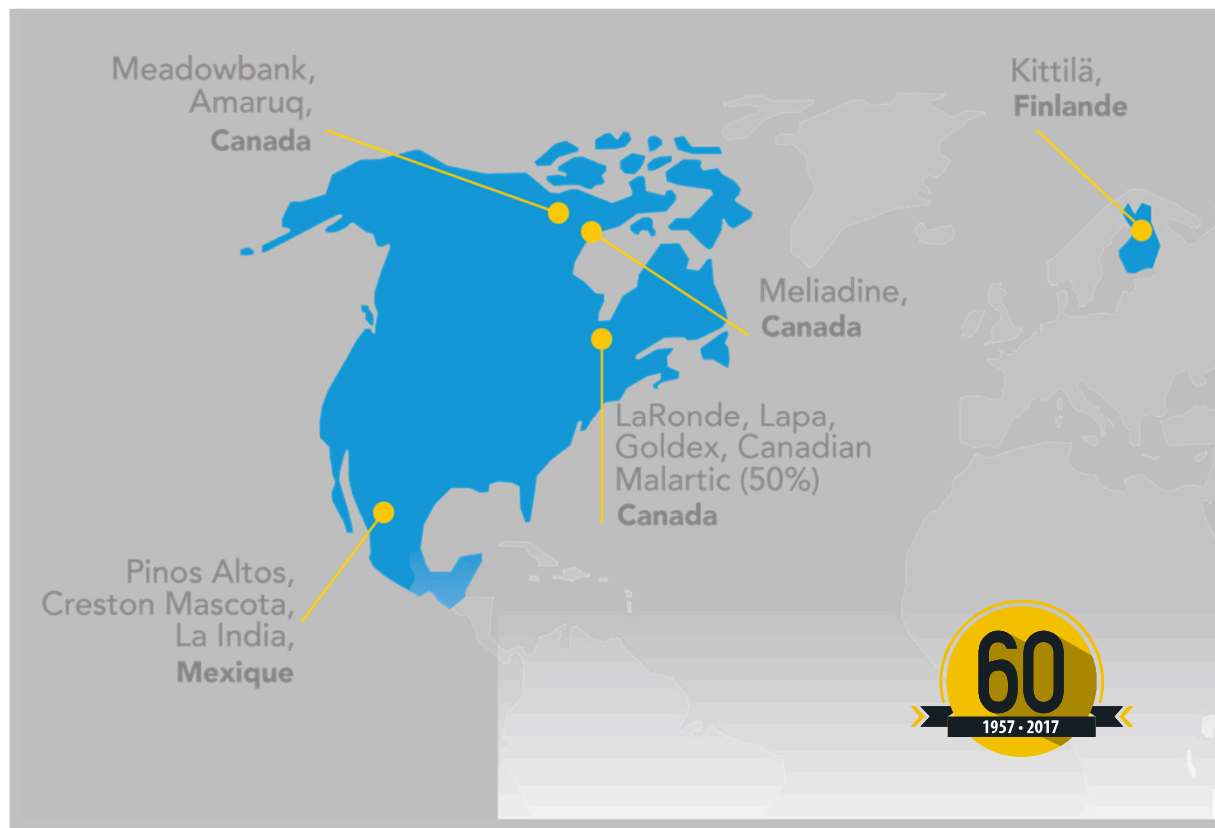 Meadowbank,
Amaruq,
Canada
Kittilä,
Finlande
Meliadine,
Canada
LaRonde, Lapa,
Goldex, Canadian
Malartic (50%)
Canada
Pinos Altos,
Creston Mascota,
La India,
Mexique
60
1957 • 2017